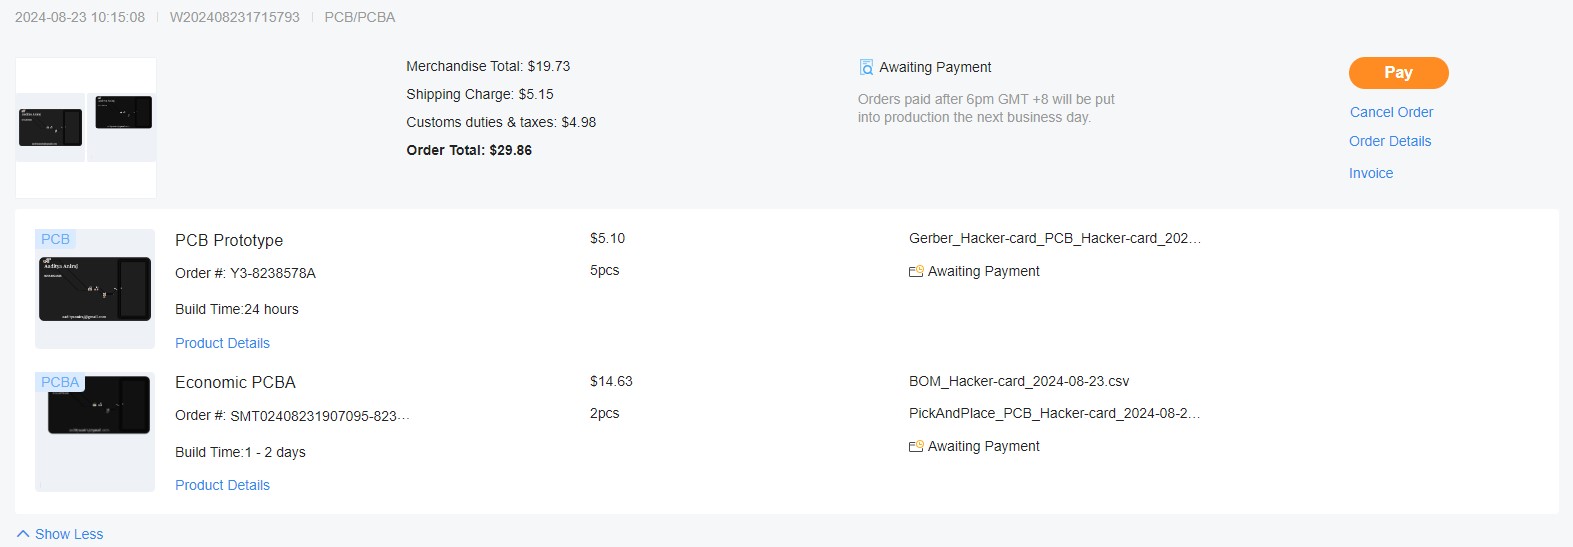 2024-08-23 10:15:08 | W202408231715793 | PCB/PCBA
Merchandise Total: $19.73
Shipping Charge: $5.15
Customs duties & taxes: $4.98
Order Total: $29.86
Awaiting Payment
Orders paid after 6pm GMT +8 will be put
into production the next business day.
Pay
Cancel Order
Order Details
Invoice
PCB
PCB Prototype
Order #: Y3-8238578A
Build Time:24 hours
Product Details
$5.10
5pcs
Gerber_Hacker-card_PCB_Hacker-card_202...
Awaiting Payment
PCBA
Economic PCBA
Order #: SMT02408231907095-823...
Build Time:1 - 2 days
Product Details
$14.63
2pcs
BOM_Hacker-card_2024-08-23.csv
PickAndPlace_PCB_Hacker-card_2024-08-2...
Awaiting Payment
Show Less